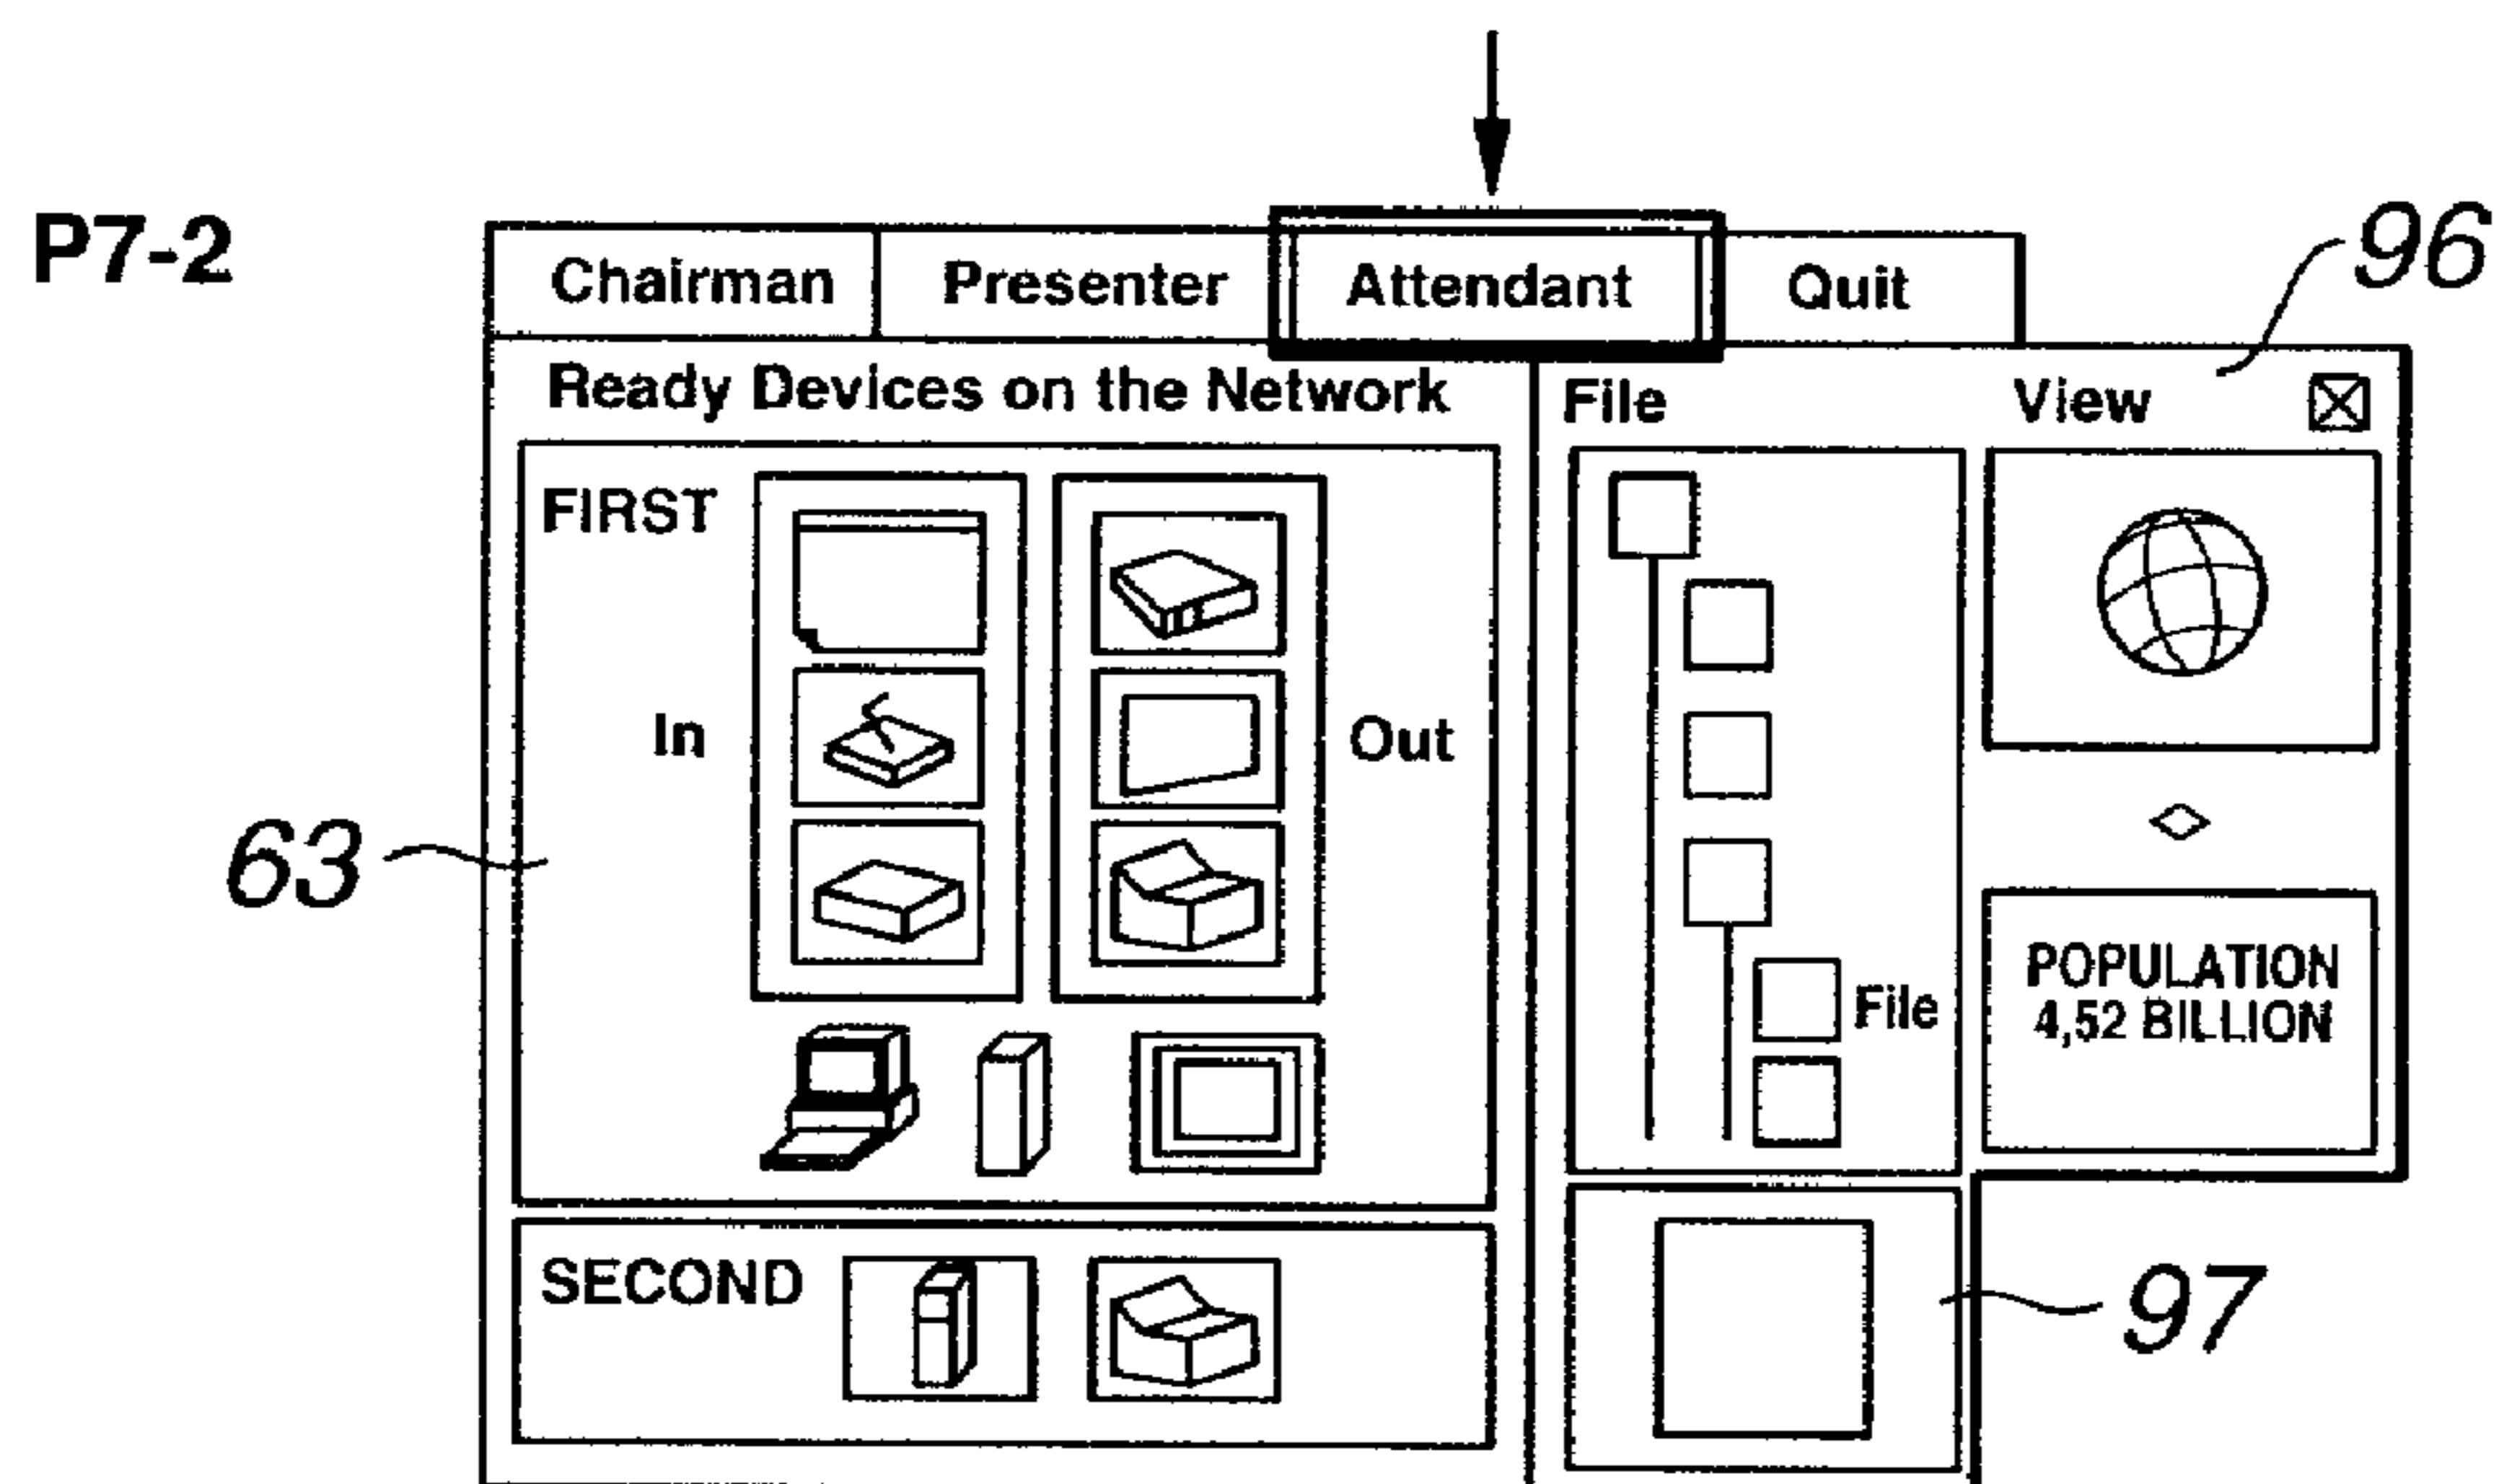 P7-2
Chairman Presenter Attendant Quit
96
Ready Devices on the Network
File View
FIRST
In
Out
63
File
POPULATION
4,52 BILLION
SECOND
97